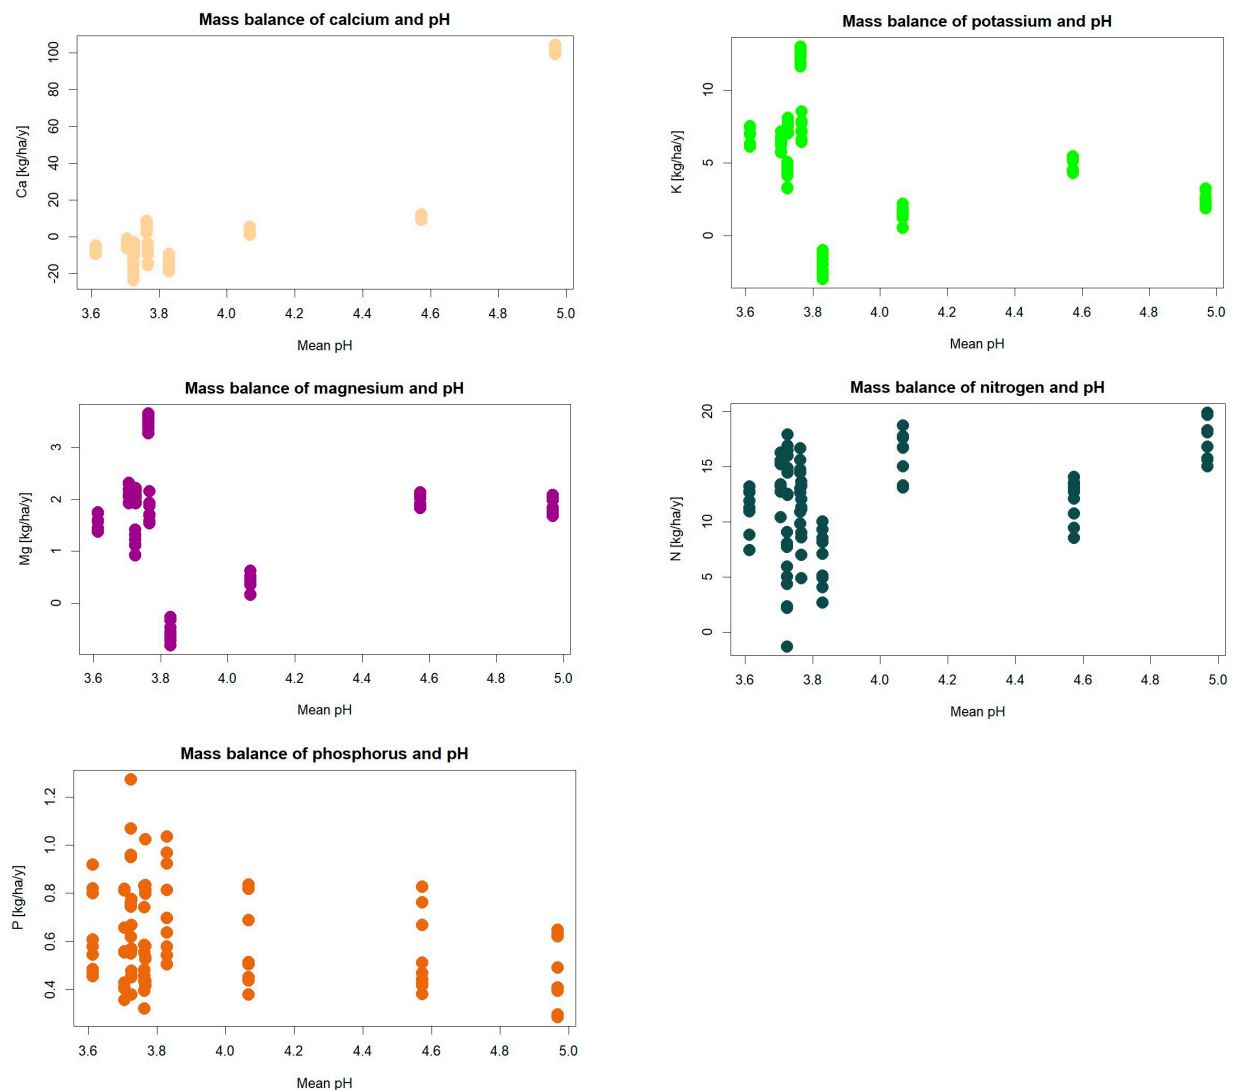 Mass balance of calcium and pH
Ca [kg/ha/y]
100
80
60
40
20
0
-20
3.6 3.8 4.0 4.2 4.4 4.6 4.8 5.0
Mean pH
Mass balance of potassium and pH
K [kg/ha/y]
10
5
0
3.6 3.8 4.0 4.2 4.4 4.6 4.8 5.0
Mean pH
Mass balance of magnesium and pH
Mg [kg/ha/y]
3
2
1
0
3.6 3.8 4.0 4.2 4.4 4.6 4.8 5.0
Mean pH
Mass balance of nitrogen and pH
N [kg/ha/y]
20
15
10
5
0
3.6 3.8 4.0 4.2 4.4 4.6 4.8 5.0
Mean pH
Mass balance of phosphorus and pH
P [kg/ha/y]
1.2
1.0
0.8
0.6
0.4
3.6 3.8 4.0 4.2 4.4 4.6 4.8 5.0
Mean pH